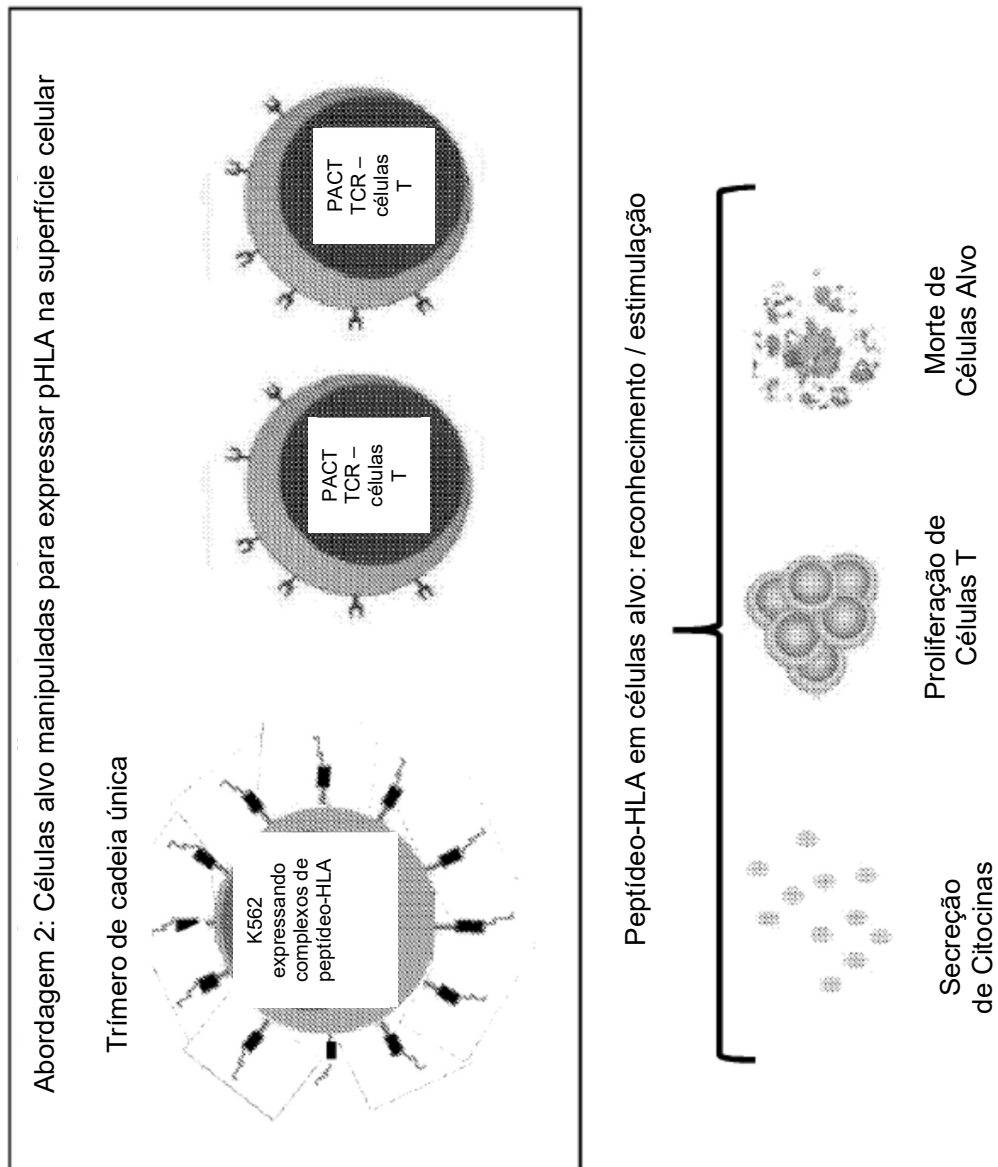 Abordagem 2: Células alvo manipuladas para expressar pHLA na superfície celular
Trímero de cadeia única
K562
expressando
complexos de
peptídeo-HLA
PACT
TCR –
células
T
PACT
TCR –
células
T
Peptídeo-HLA em células alvo: reconhecimento / estimulação
Secreção
de Citocinas
Proliferação de
Células T
Morte de
Células Alvo